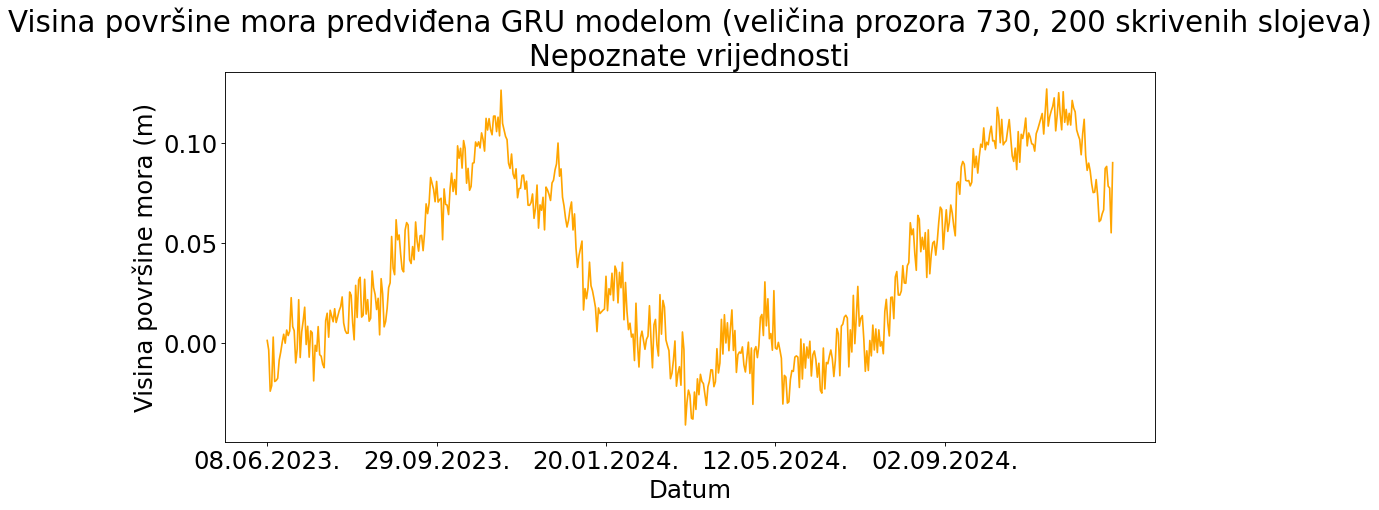 Visina površine mora predviđena GRU modelom (veličina prozora 730, 200 skrivenih slojeva)
Nepoznate vrijednosti
Visina površine mora (m)
0.10
0.05
0.00
08.06.2023. 29.09.2023. 20.01.2024. 12.05.2024. 02.09.2024.
Datum